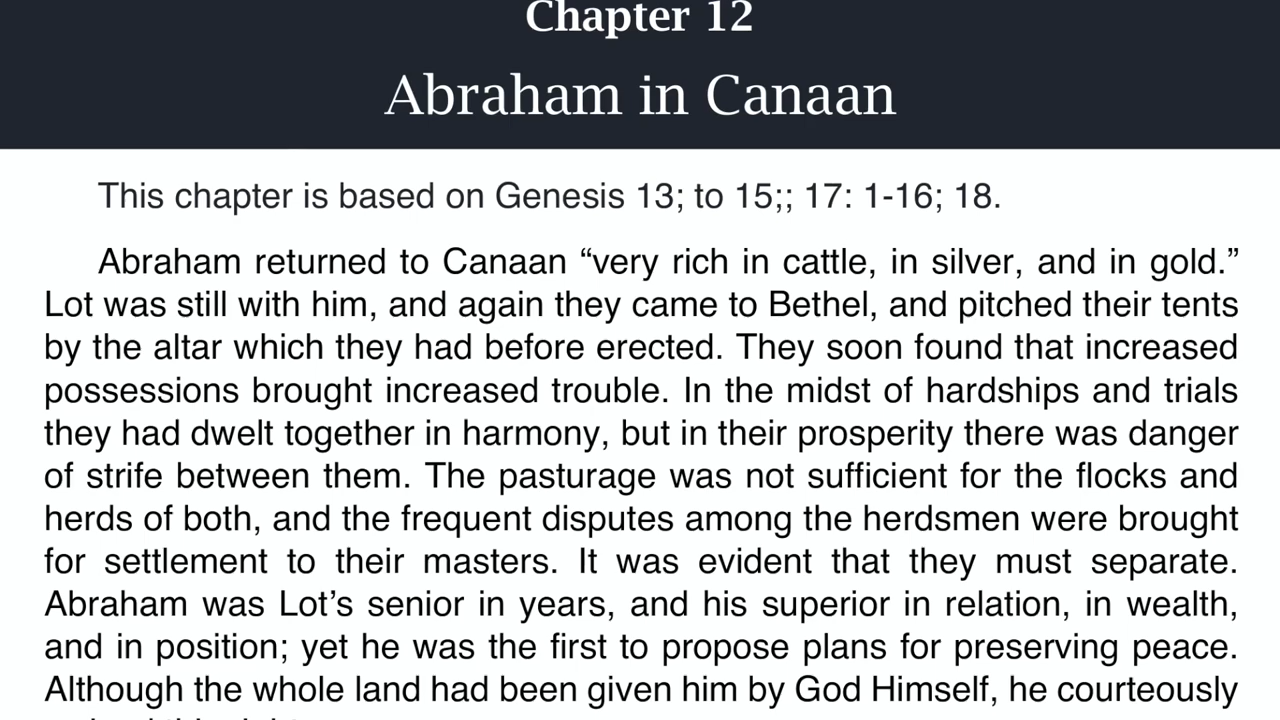 Chapter 12
Abraham in Canaan
This chapter is based on Genesis 13; to 15;; 17: 1-16; 18.
Abraham returned to Canaan “very rich in cattle, in silver, and in gold.”
Lot was still with him, and again they came to Bethel, and pitched their tents
by the altar which they had before erected. They soon found that increased
possessions brought increased trouble. In the midst of hardships and trials
they had dwelt together in harmony, but in their prosperity there was danger
of strife between them. The pasturage was not sufficient for the flocks and
herds of both, and the frequent disputes among the herdsmen were brought
for settlement to their masters. It was evident that they must separate.
Abraham was Lot’s senior in years, and his superior in relation, in wealth,
and in position; yet he was the first to propose plans for preserving peace.
Although the whole land had been given him by God Himself, he courteously